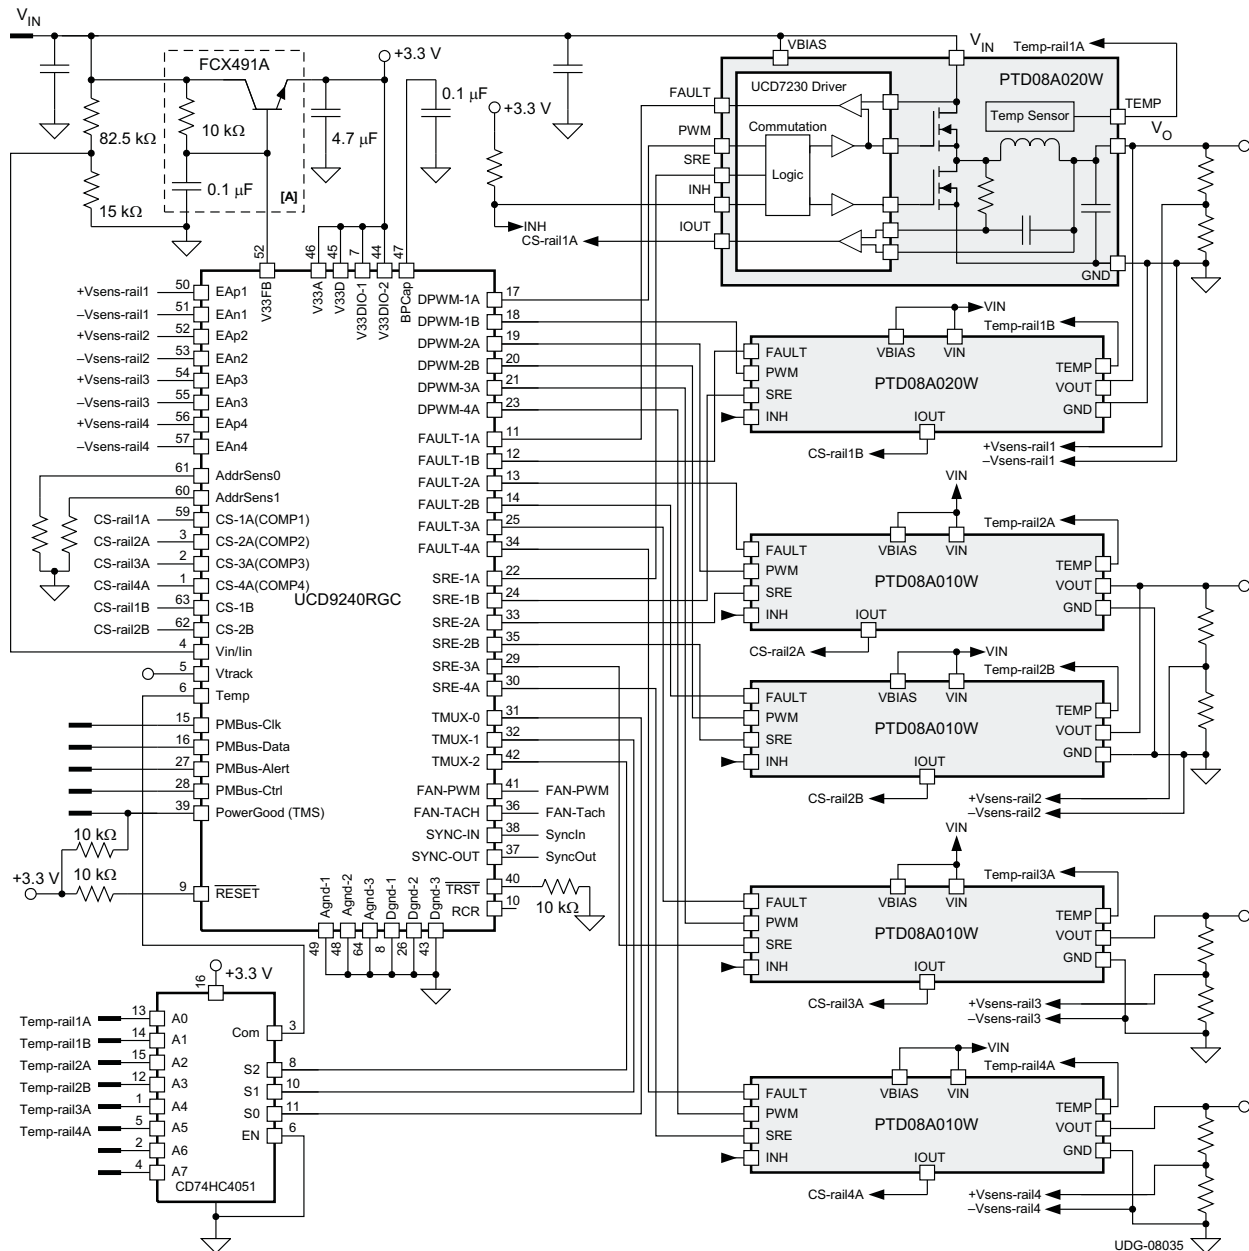 V_IN
FCX491A
+3.3 V
82.5 kΩ
10 kΩ
0.1 µF
4.7 µF
0.1 µF
15 kΩ
[A]
+3.3 V
INH
CS-rail1A
VBIAS
V_IN
Temp-rail1A
PTD08A020W
UCD7230 Driver
FAULT
PWM
SRE
INH
IOUT
Commutation
Logic
Temp Sensor
TEMP
V_O
GND
52
46
45
7
44
47
V33FB
V33A
V33D
V33DIO-1
V33DIO-2
BPCap
UCD9240RGC
+Vsens-rail1 50 EAp1
–Vsens-rail1 51 EAn1
+Vsens-rail2 52 EAp2
–Vsens-rail2 53 EAn2
+Vsens-rail3 54 EAp3
–Vsens-rail3 55 EAn3
+Vsens-rail4 56 EAp4
–Vsens-rail4 57 EAn4
61 AddrSens0
60 AddrSens1
CS-rail1A 59 CS-1A(COMP1)
CS-rail2A 3 CS-2A(COMP2)
CS-rail3A 2 CS-3A(COMP3)
CS-rail4A 1 CS-4A(COMP4)
CS-rail1B 63 CS-1B
CS-rail2B 62 CS-2B
4 Vin/Iin
5 Vtrack
6 Temp
15 PMBus-Clk
16 PMBus-Data
27 PMBus-Alert
28 PMBus-Ctrl
39 PowerGood (TMS)
10 kΩ
10 kΩ
+3.3 V
9 RESET
DPWM-1A 17
DPWM-1B 18
DPWM-2A 19
DPWM-2B 20
DPWM-3A 21
DPWM-4A 23
FAULT-1A 11
FAULT-1B 12
FAULT-2A 13
FAULT-2B 14
FAULT-3A 25
FAULT-4A 34
SRE-1A 22
SRE-1B 24
SRE-2A 33
SRE-2B 35
SRE-3A 29
SRE-4A 30
TMUX-0 31
TMUX-1 32
TMUX-2 42
FAN-PWM 41 FAN-PWM
FAN-TACH 36 FAN-Tach
SYNC-IN 38 SyncIn
SYNC-OUT 37 SyncOut
TRST 40
10 kΩ
RCR 10
Agnd-1
Agnd-2
Agnd-3
Dgnd-1
Dgnd-2
Dgnd-3
49
48
64
8
26
43
16
+3.3 V
Temp-rail1A 13 A0
Temp-rail1B 14 A1
Temp-rail2A 15 A2
Temp-rail2B 12 A3
Temp-rail3A 1 A4
Temp-rail4A 5 A5
2 A6
4 A7
Com 3
S2 8
S1 10
S0 11
EN 6
CD74HC4051
VIN
Temp-rail1B
VBIAS
VIN
FAULT
PWM
SRE
INH
PTD08A020W
IOUT
TEMP
VOUT
GND
CS-rail1B
+Vsens-rail1
–Vsens-rail1
VIN
Temp-rail2A
VBIAS
VIN
FAULT
PWM
SRE
INH
PTD08A010W
IOUT
TEMP
VOUT
GND
CS-rail2A
VIN
Temp-rail2B
VBIAS
VIN
FAULT
PWM
SRE
INH
PTD08A010W
IOUT
TEMP
VOUT
GND
CS-rail2B
+Vsens-rail2
–Vsens-rail2
VIN
Temp-rail3A
VBIAS
VIN
FAULT
PWM
SRE
INH
PTD08A010W
IOUT
TEMP
VOUT
GND
CS-rail3A
+Vsens-rail3
–Vsens-rail3
VIN
Temp-rail4A
VBIAS
VIN
FAULT
PWM
SRE
INH
PTD08A010W
IOUT
TEMP
VOUT
GND
CS-rail4A
+Vsens-rail4
–Vsens-rail4
UDG-08035